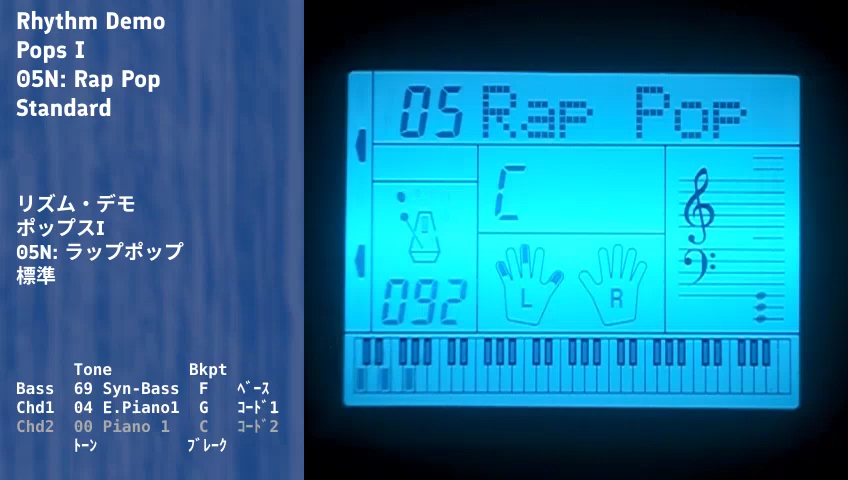 Rhythm Demo
Pops I
05N: Rap Pop
Standard
リズム・デモ
ポップスI
05N: ラップポップ
標準
Tone Bkpt
Bass 69 Syn-Bass F ﾍﾞｰｽ
Chd1 04 E.Piano1 G ｺｰﾄﾞ1
Chd2 00 Piano 1 C ｺｰﾄﾞ2
ﾄｰﾝ ﾌﾞﾚｰｸ
05 Rap Pop
C
092
L R